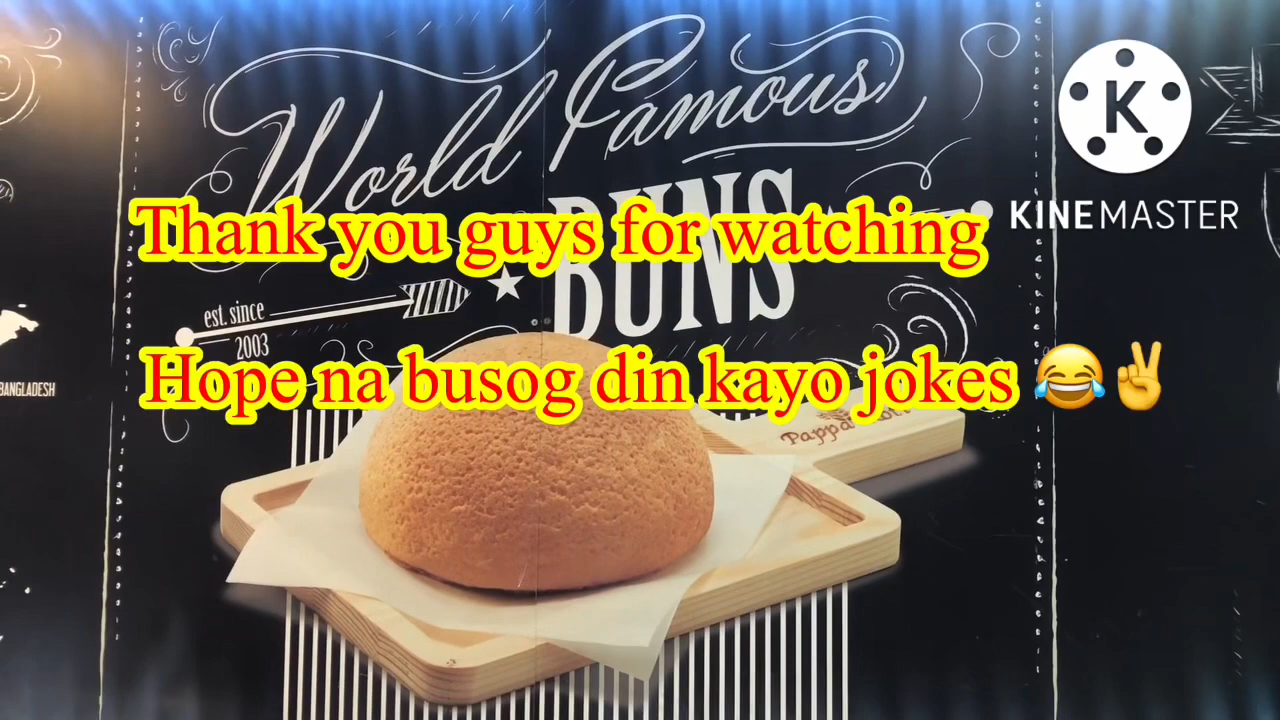 World Famous
BUNS
KINEMASTER
Thank you guys for watching
est. since
2003
Hope na busog din kayo jokes 😂✌
BANGLADESH